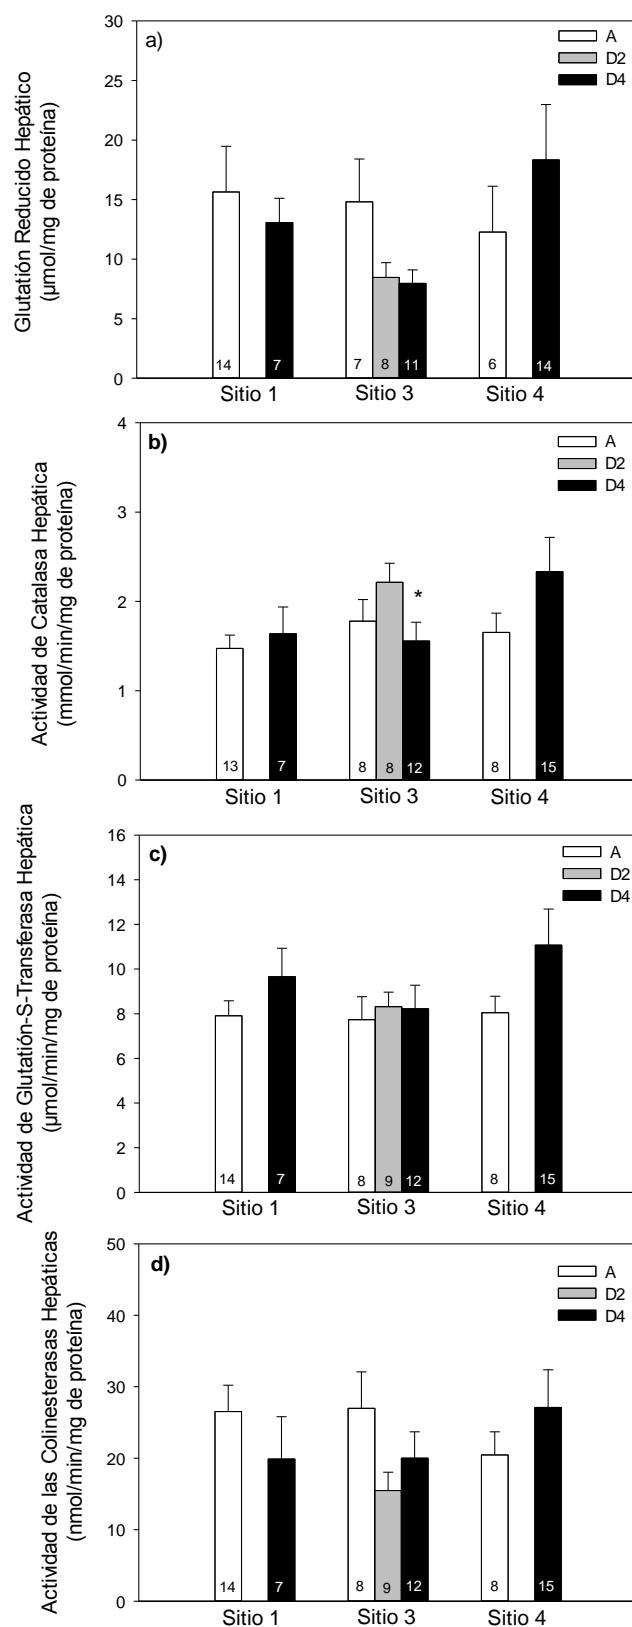 Glutatión Reducido Hepático
(µmol/mg de proteína)
a)
A
D2
D4
30
25
20
15
10
5
0
14
7
7
8
11
6
14
Sitio 1
Sitio 3
Sitio 4
Actividad de Catalasa Hepática
(mmol/min/mg de proteína)
b)
A
D2
D4
4
3
2
1
0
*
13
7
8
8
12
8
15
Sitio 1
Sitio 3
Sitio 4
Actividad de Glutatión-S-Transferasa Hepática
(µmol/min/mg de proteína)
c)
A
D2
D4
16
14
12
10
8
6
4
2
0
14
7
8
9
12
8
15
Sitio 1
Sitio 3
Sitio 4
Actividad de las Colinesterasas Hepáticas
(nmol/min/mg de proteína)
d)
A
D2
D4
50
40
30
20
10
0
14
7
8
9
12
8
15
Sitio 1
Sitio 3
Sitio 4